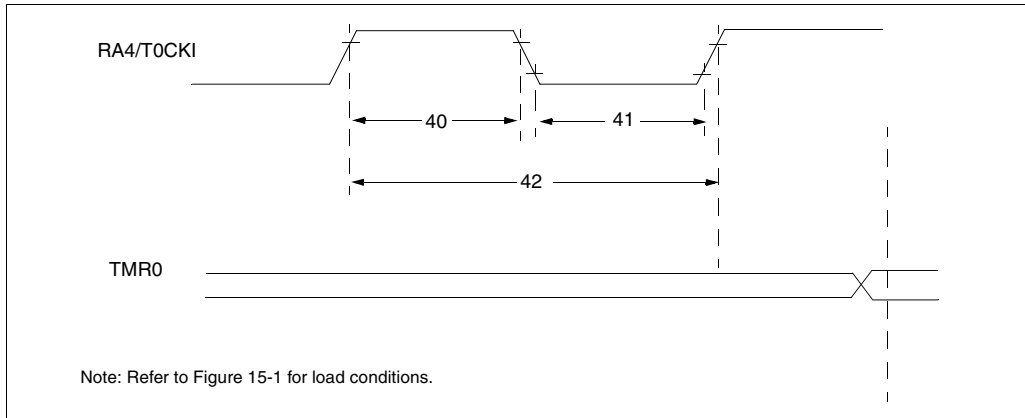 RA4/T0CKI
40
41
42
TMR0
Note: Refer to Figure 15-1 for load conditions.